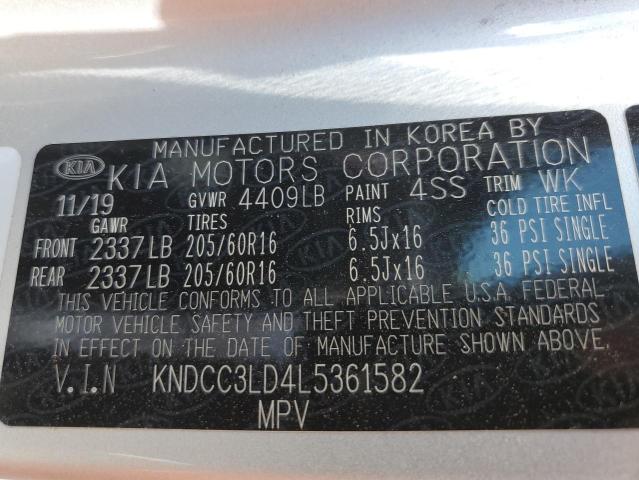 MANUFACTURED IN KOREA BY
KIA KIA MOTORS CORPORATION
11/19 GVWR 4409LB PAINT 4SS TRIM WK
GAWR TIRES RIMS COLD TIRE INFL
FRONT 2337LB 205/60R16 6.5Jx16 36 PSI SINGLE
REAR 2337LB 205/60R16 6.5Jx16 36 PSI SINGLE
THIS VEHICLE CONFORMS TO ALL APPLICABLE U.S.A. FEDERAL
MOTOR VEHICLE SAFETY AND THEFT PREVENTION STANDARDS
IN EFFECT ON THE DATE OF MANUFACTURE SHOWN ABOVE.
V.I.N KNDCC3LD4L5361582
MPV